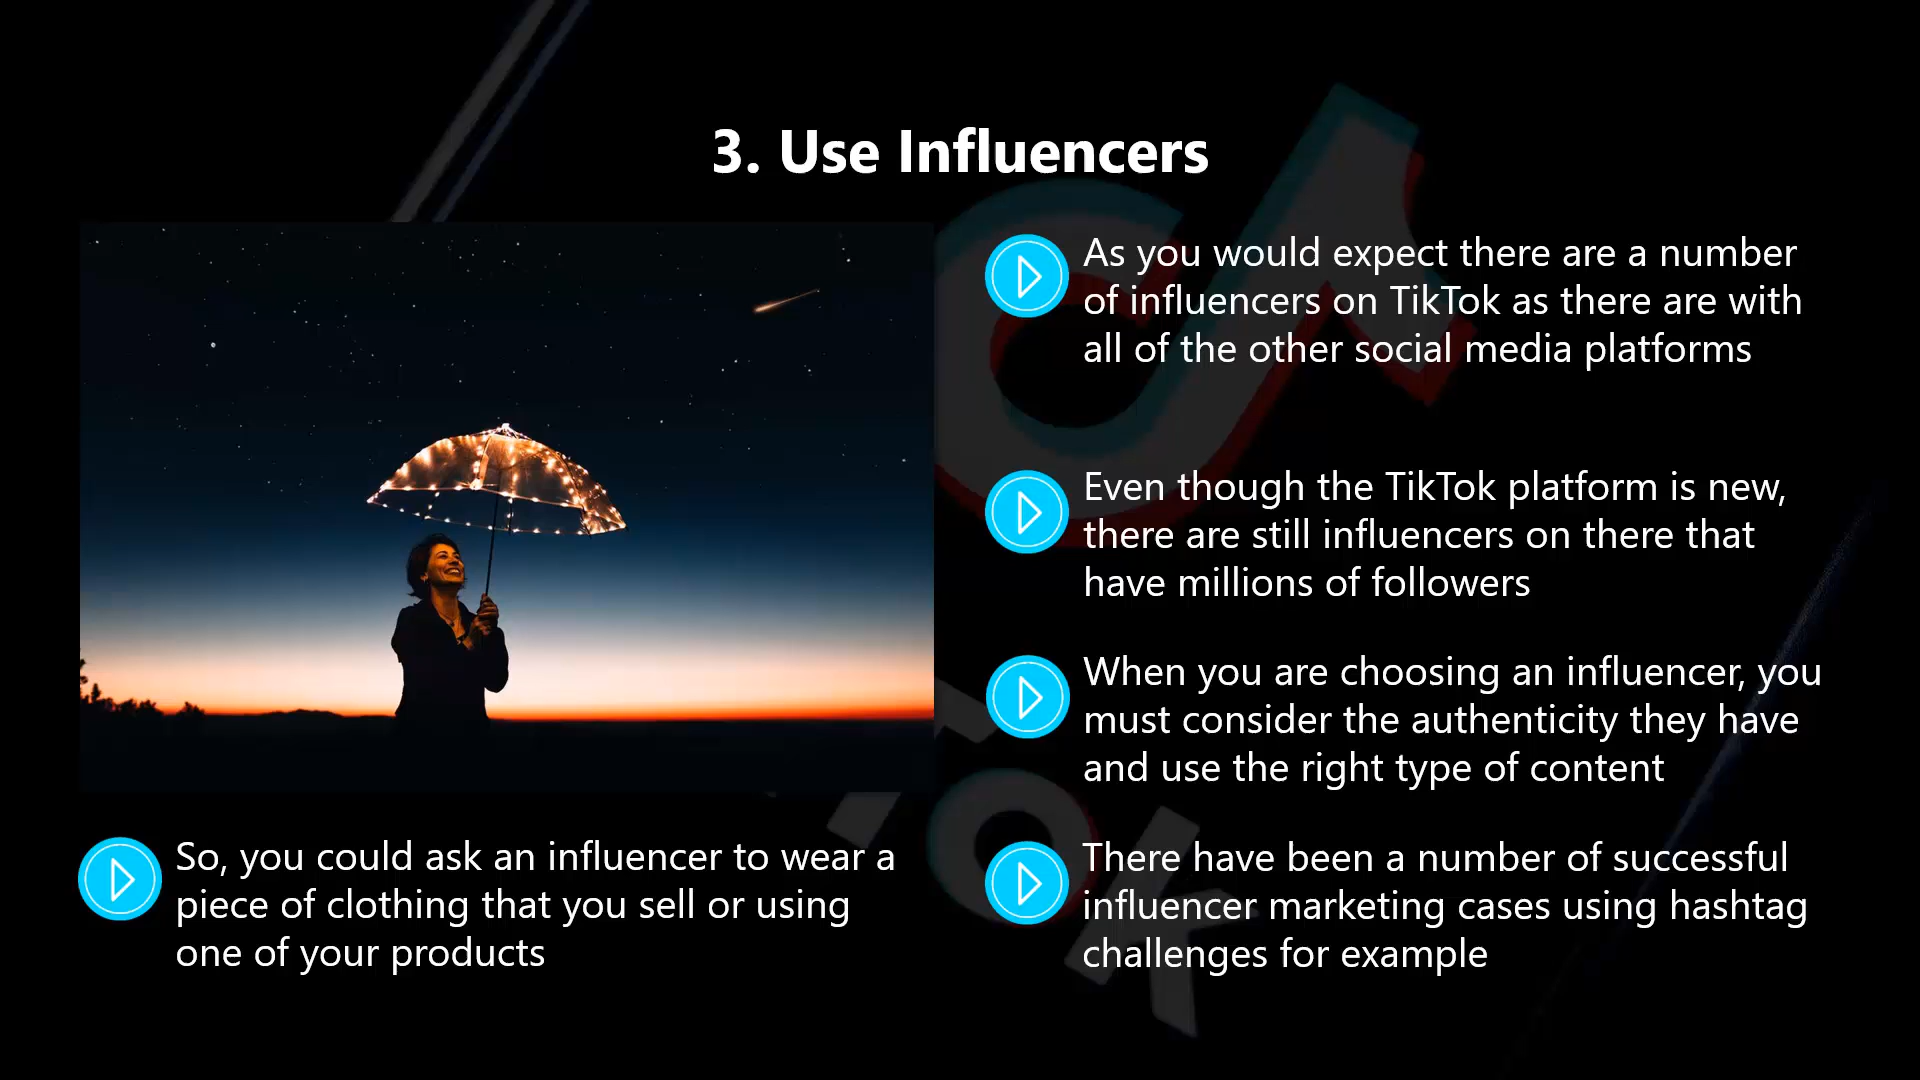 3. Use Influencers
As you would expect there are a number
of influencers on TikTok as there are with
all of the other social media platforms
Even though the TikTok platform is new,
there are still influencers on there that
have millions of followers
When you are choosing an influencer, you
must consider the authenticity they have
and use the right type of content
There have been a number of successful
influencer marketing cases using hashtag
challenges for example
So, you could ask an influencer to wear a
piece of clothing that you sell or using
one of your products